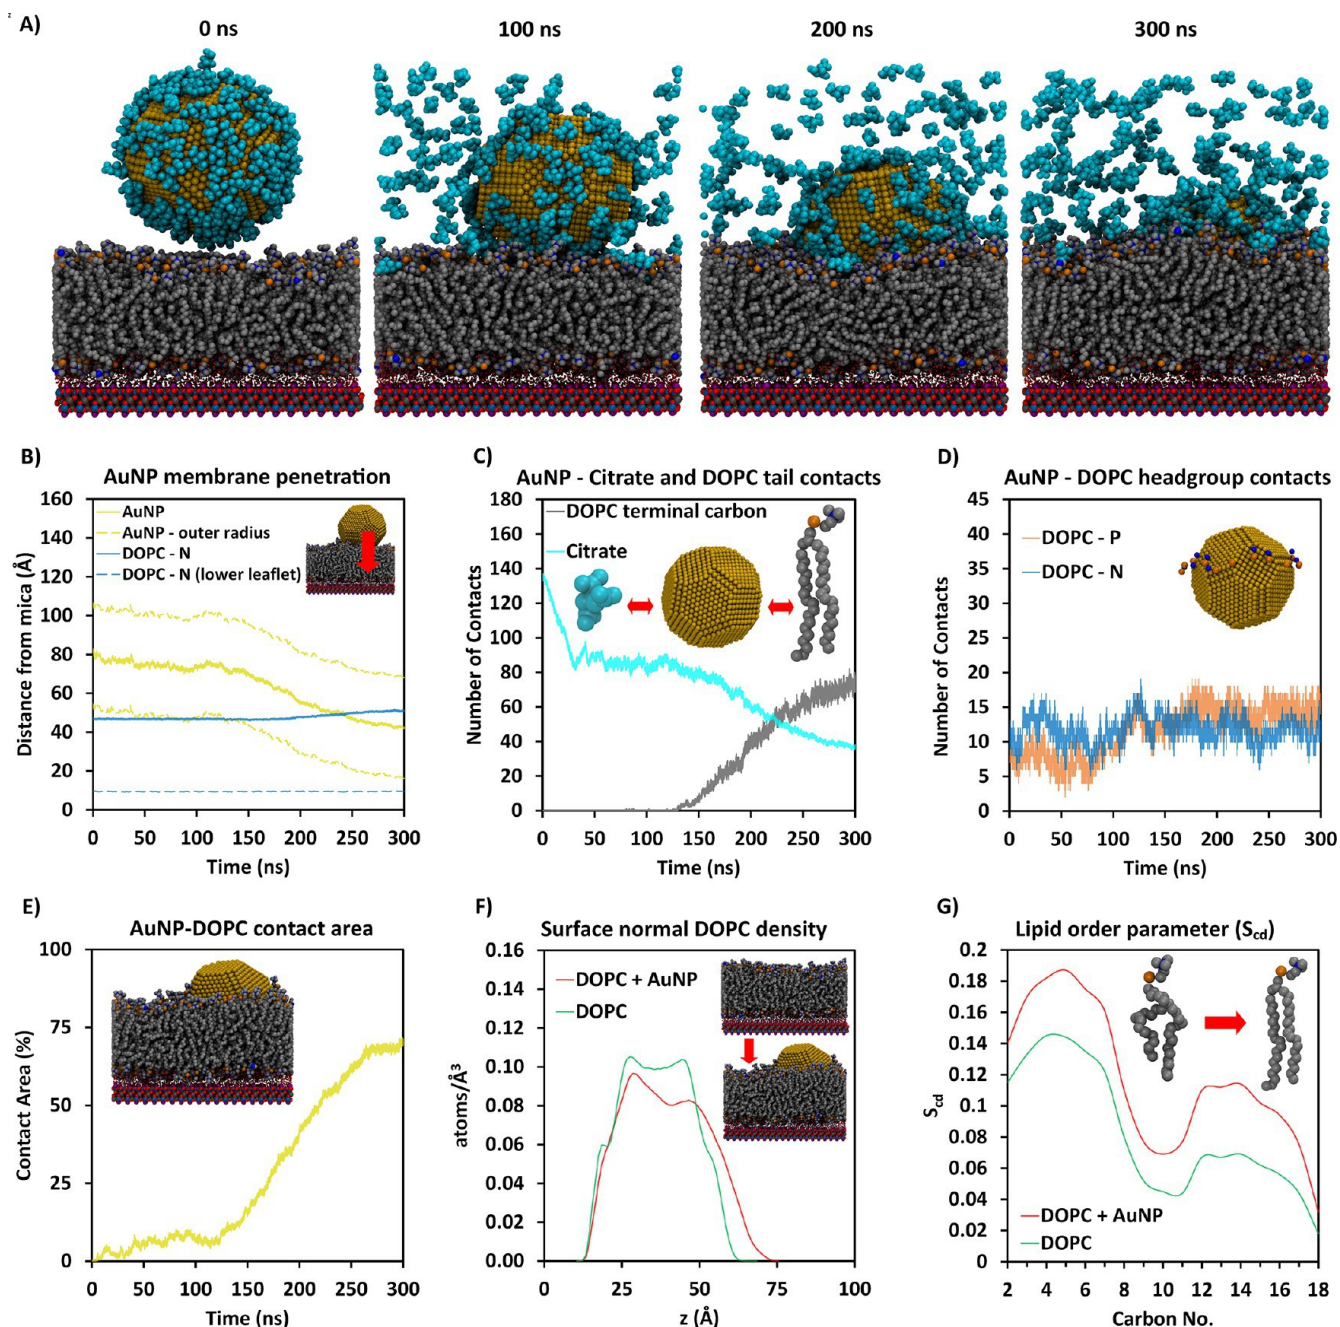 z
A)
0 ns
100 ns
200 ns
300 ns
B)
AuNP membrane penetration
160
140
120
100
80
60
40
20
0
Distance from mica (Å)
AuNP
AuNP - outer radius
DOPC - N
DOPC - N (lower leaflet)
0
50
100
150
200
250
300
Time (ns)
C)
AuNP - Citrate and DOPC tail contacts
180
160
140
120
100
80
60
40
20
0
Number of Contacts
DOPC terminal carbon
Citrate
0
50
100
150
200
250
300
Time (ns)
D)
AuNP - DOPC headgroup contacts
45
40
35
30
25
20
15
10
5
0
Number of Contacts
DOPC - P
DOPC - N
0
50
100
150
200
250
300
Time (ns)
E)
AuNP-DOPC contact area
100
75
50
25
0
Contact Area (%)
0
50
100
150
200
250
300
Time (ns)
F)
Surface normal DOPC density
0.16
0.14
0.12
0.10
0.08
0.06
0.04
0.02
0.00
atoms/Å³
DOPC + AuNP
DOPC
0
25
50
75
100
z (Å)
G)
Lipid order parameter (Scd)
0.2
0.18
0.16
0.14
0.12
0.1
0.08
0.06
0.04
0.02
0
Scd
DOPC + AuNP
DOPC
2
4
6
8
10
12
14
16
18
Carbon No.